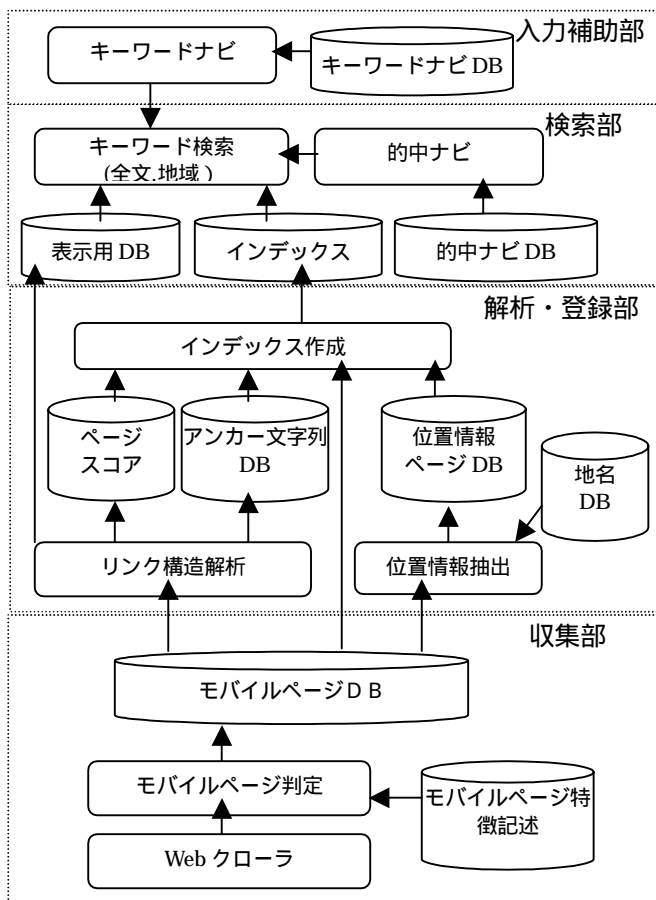 入力補助部
キーワードナビ
キーワードナビ DB
検索部
キーワード検索
(全文.地域 )
的中ナビ
表示用 DB
インデックス
的中ナビ DB
解析・登録部
インデックス作成
ページ
スコア
アンカー文字列
DB
位置情報
ページ DB
地名
DB
リンク構造解析
位置情報抽出
収集部
モバイルページＤＢ
モバイルページ判定
モバイルページ特
徴記述
Web クローラ